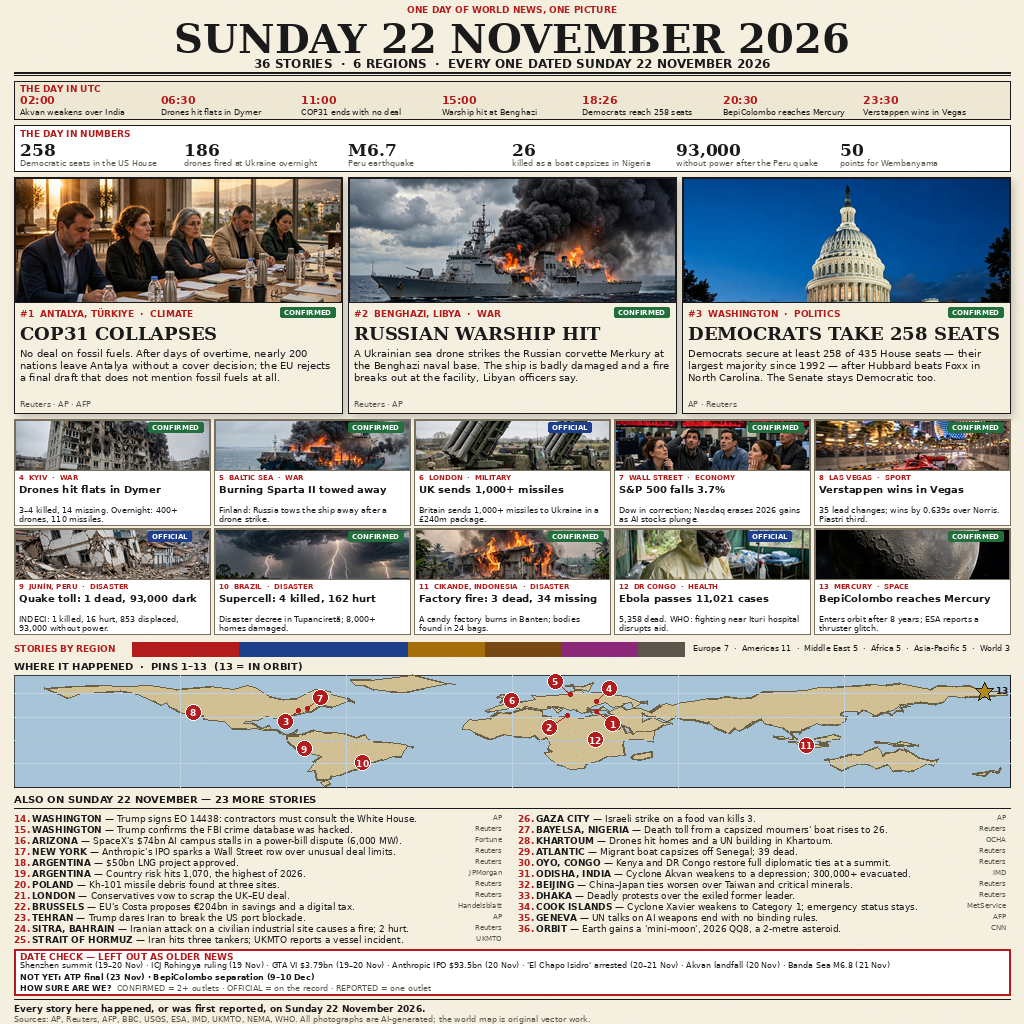 ONE DAY OF WORLD NEWS, ONE PICTURE
SUNDAY 22 NOVEMBER 2026
36 STORIES · 6 REGIONS · EVERY ONE DATED SUNDAY 22 NOVEMBER 2026
THE DAY IN UTC
02:00 06:30 11:00 15:00 18:26 20:30 23:30
Akvan weakens over India Drones hit flats in Dymer COP31 ends with no deal Warship hit at Benghazi Democrats reach 258 seats BepiColombo reaches Mercury Verstappen wins in Vegas
THE DAY IN NUMBERS
258 186 M6.7 26 93,000 50
Democratic seats in the US House drones fired at Ukraine overnight Peru earthquake killed as a boat capsizes in Nigeria without power after the Peru quake points for Wembanyama
#1 ANTALYA, TÜRKIYE · CLIMATE CONFIRMED
COP31 COLLAPSES
No deal on fossil fuels. After days of overtime, nearly 200
nations leave Antalya without a cover decision; the EU rejects
a final draft that does not mention fossil fuels at all.
Reuters · AP · AFP
#2 BENGHAZI, LIBYA · WAR CONFIRMED
RUSSIAN WARSHIP HIT
A Ukrainian sea drone strikes the Russian corvette Merkury at
the Benghazi naval base. The ship is badly damaged and a fire
breaks out at the facility, Libyan officers say.
Reuters · AP
#3 WASHINGTON · POLITICS CONFIRMED
DEMOCRATS TAKE 258 SEATS
Democrats secure at least 258 of 435 House seats — their
largest majority since 1992 — after Hubbard beats Foxx in
North Carolina. The Senate stays Democratic too.
AP · Reuters
CONFIRMED
4 KYIV · WAR
Drones hit flats in Dymer
3–4 killed, 14 missing. Overnight: 400+
drones, 110 missiles.
CONFIRMED
5 BALTIC SEA · WAR
Burning Sparta II towed away
Finland: Russia tows the ship away after a
drone strike.
OFFICIAL
6 LONDON · MILITARY
UK sends 1,000+ missiles
Britain sends 1,000+ missiles to Ukraine in a
£240m package.
CONFIRMED
7 WALL STREET · ECONOMY
S&P 500 falls 3.7%
Dow in correction; Nasdaq erases 2026 gains
as AI stocks plunge.
CONFIRMED
8 LAS VEGAS · SPORT
Verstappen wins in Vegas
35 lead changes; wins by 0.639s over Norris.
Piastri third.
OFFICIAL
9 JUNÍN, PERU · DISASTER
Quake toll: 1 dead, 93,000 dark
INDECI: 1 killed, 16 hurt, 853 displaced,
93,000 without power.
CONFIRMED
10 BRAZIL · DISASTER
Supercell: 4 killed, 162 hurt
Disaster decree in Tupanciretã; 8,000+
homes damaged.
CONFIRMED
11 CIKANDE, INDONESIA · DISASTER
Factory fire: 3 dead, 34 missing
A candy factory burns in Banten; bodies
found in 24 bags.
OFFICIAL
12 DR CONGO · HEALTH
Ebola passes 11,021 cases
5,358 dead. WHO: fighting near Ituri hospital
disrupts aid.
CONFIRMED
13 MERCURY · SPACE
BepiColombo reaches Mercury
Enters orbit after 8 years; ESA reports a
thruster glitch.
STORIES BY REGION Europe 7 · Americas 11 · Middle East 5 · Africa 5 · Asia-Pacific 5 · World 3
WHERE IT HAPPENED · PINS 1–13 (13 = IN ORBIT)
5
4
13
7
6
8
3
2
1
12
11
9
10
ALSO ON SUNDAY 22 NOVEMBER — 23 MORE STORIES
14. WASHINGTON — Trump signs EO 14438: contractors must consult the White House. AP
15. WASHINGTON — Trump confirms the FBI crime database was hacked. Reuters
16. ARIZONA — SpaceX's $74bn AI campus stalls in a power-bill dispute (6,000 MW). Fortune
17. NEW YORK — Anthropic's IPO sparks a Wall Street row over unusual deal limits. Reuters
18. ARGENTINA — $50bn LNG project approved. Reuters
19. ARGENTINA — Country risk hits 1,070, the highest of 2026. JPMorgan
20. POLAND — Kh-101 missile debris found at three sites. Reuters
21. LONDON — Conservatives vow to scrap the UK–EU deal. Reuters
22. BRUSSELS — EU's Costa proposes €204bn in savings and a digital tax. Handelsblatt
23. TEHRAN — Trump dares Iran to break the US port blockade. AP
24. SITRA, BAHRAIN — Iranian attack on a civilian industrial site causes a fire; 2 hurt. Reuters
25. STRAIT OF HORMUZ — Iran hits three tankers; UKMTO reports a vessel incident. UKMTO
26. GAZA CITY — Israeli strike on a food van kills 3. AP
27. BAYELSA, NIGERIA — Death toll from a capsized mourners' boat rises to 26. Reuters
28. KHARTOUM — Drones hit homes and a UN building in Khartoum. OCHA
29. ATLANTIC — Migrant boat capsizes off Senegal; 39 dead. Reuters
30. OYO, CONGO — Kenya and DR Congo restore full diplomatic ties at a summit. Reuters
31. ODISHA, INDIA — Cyclone Akvan weakens to a depression; 300,000+ evacuated. IMD
32. BEIJING — China–Japan ties worsen over Taiwan and critical minerals. Reuters
33. DHAKA — Deadly protests over the exiled former leader. Reuters
34. COOK ISLANDS — Cyclone Xavier weakens to Category 1; emergency status stays. MetService
35. GENEVA — UN talks on AI weapons end with no binding rules. AFP
36. ORBIT — Earth gains a 'mini-moon', 2026 QQ8, a 2-metre asteroid. CNN
DATE CHECK — LEFT OUT AS OLDER NEWS
Shenzhen summit (19–20 Nov) · ICJ Rohingya ruling (19 Nov) · GTA VI $3.79bn (19–20 Nov) · Anthropic IPO $93.5bn (20 Nov) · 'El Chapo Isidro' arrested (20–21 Nov) · Akvan landfall (20 Nov) · Banda Sea M6.8 (21 Nov)
NOT YET: ATP final (23 Nov) · BepiColombo separation (9–10 Dec)
HOW SURE ARE WE? CONFIRMED = 2+ outlets · OFFICIAL = on the record · REPORTED = one outlet
Every story here happened, or was first reported, on Sunday 22 November 2026.
Sources: AP, Reuters, AFP, BBC, USGS, ESA, IMD, UKMTO, NEMA, WHO. All photographs are AI-generated; the world map is original vector work.